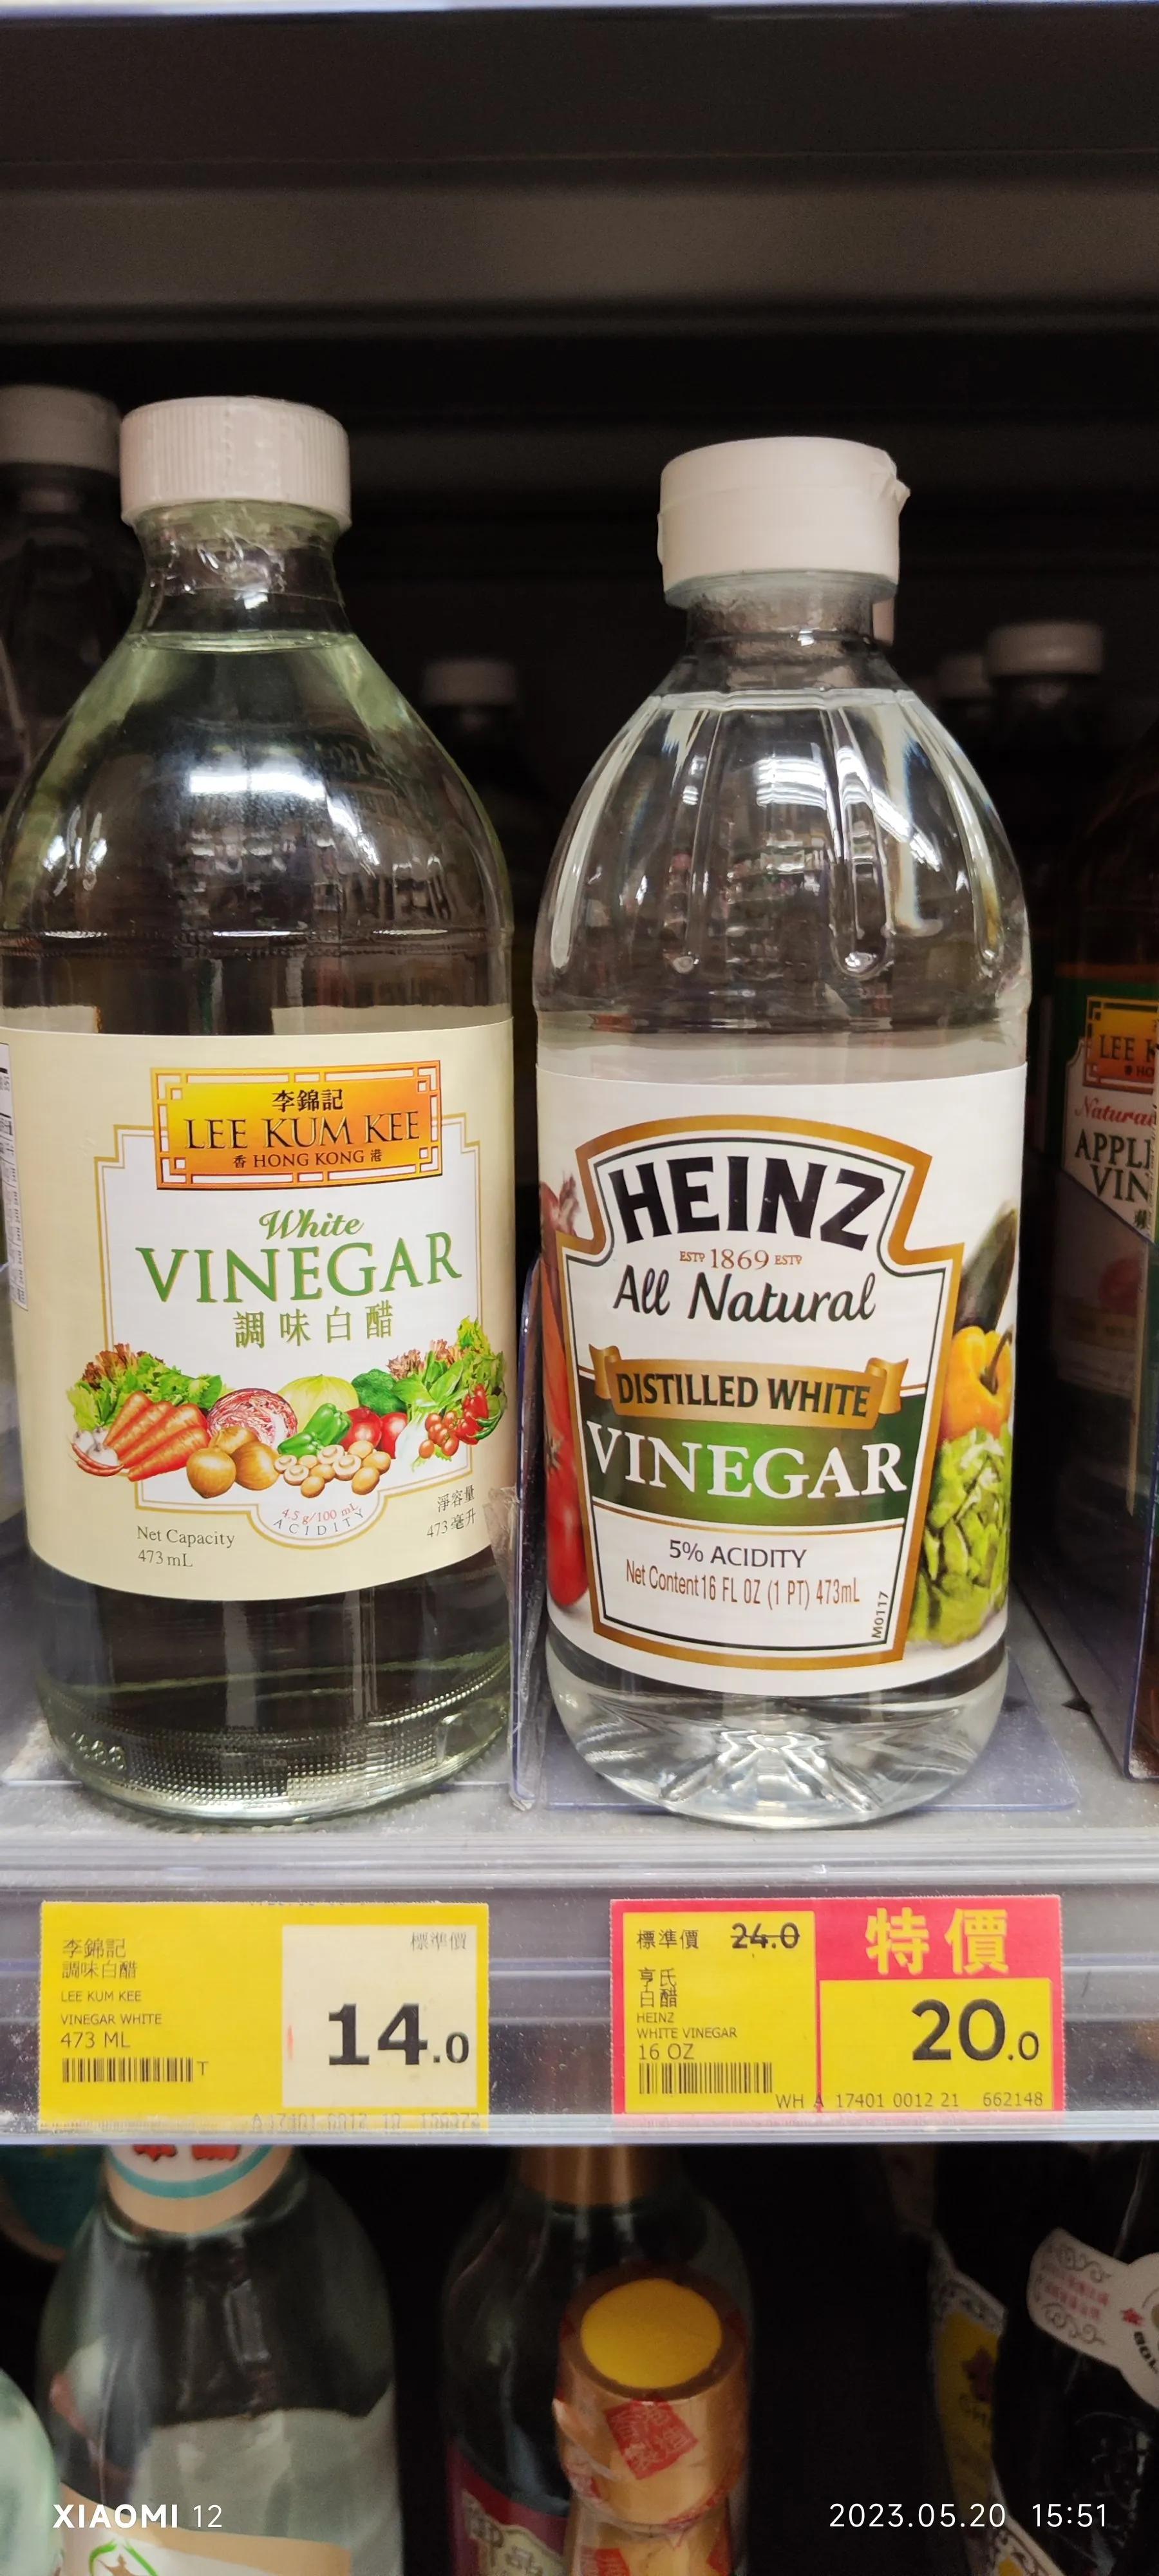 李錦記
LEE KUM KEE
香 HONG KONG 港
White
VINEGAR
調味白醋
4.5 g/100 mL
ACIDITY
Net Capacity
473 mL
淨容量
473毫升
HEINZ
ESTD 1869 ESTD
All Natural
DISTILLED WHITE
VINEGAR
5% ACIDITY
Net Content 16 FL OZ (1 PT) 473mL
M0117
LEE K
Natural
APPL
VIN
李錦記
調味白醋
LEE KUM KEE
VINEGAR WHITE
473 ML
T
標準價
14.0
標準價 24.0
亨氏
白醋
HEINZ
WHITE VINEGAR
16 OZ
特價
20.0
WH A 17401 0012 21 662148
XIAOMI 12
2023.05.20 15:51